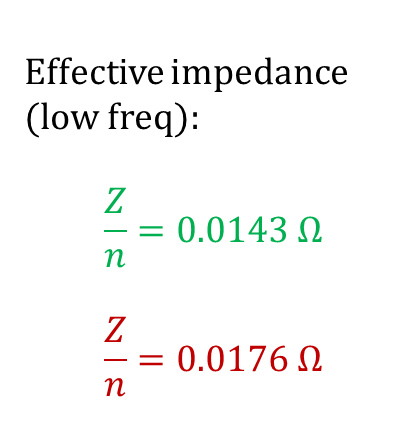 Effective impedance
(low freq):
Z/n = 0.0143 Ω
Z/n = 0.0176 Ω